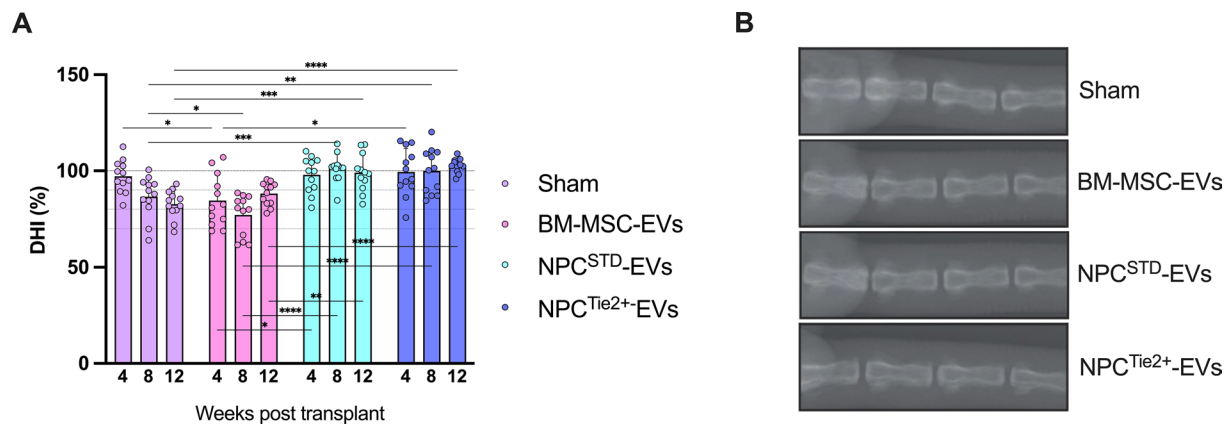 A
B
150
100
50
0
DHI (%)
****
**
***
*
*
*
***
****
****
**
****
*
4 8 12 4 8 12 4 8 12 4 8 12
Weeks post transplant
Sham
BM-MSC-EVs
NPCSTD-EVs
NPCTie2+-EVs
Sham
BM-MSC-EVs
NPCSTD-EVs
NPCTie2+-EVs